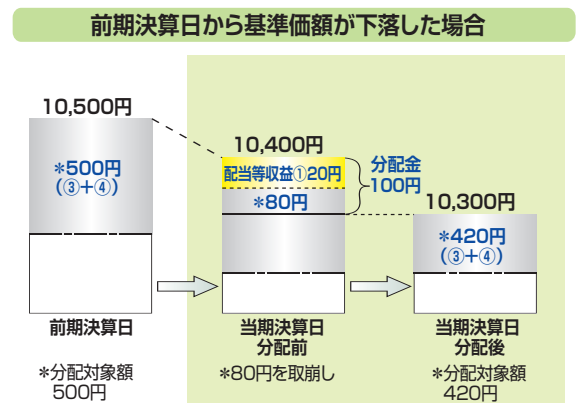 前期決算日から基準価額が下落した場合
10,500円
*500円
(③+④)
前期決算日
*分配対象額
500円
10,400円
配当等収益①20円
*80円
分配金
100円
当期決算日
分配前
*80円を取崩し
10,300円
*420円
(③+④)
当期決算日
分配後
*分配対象額
420円